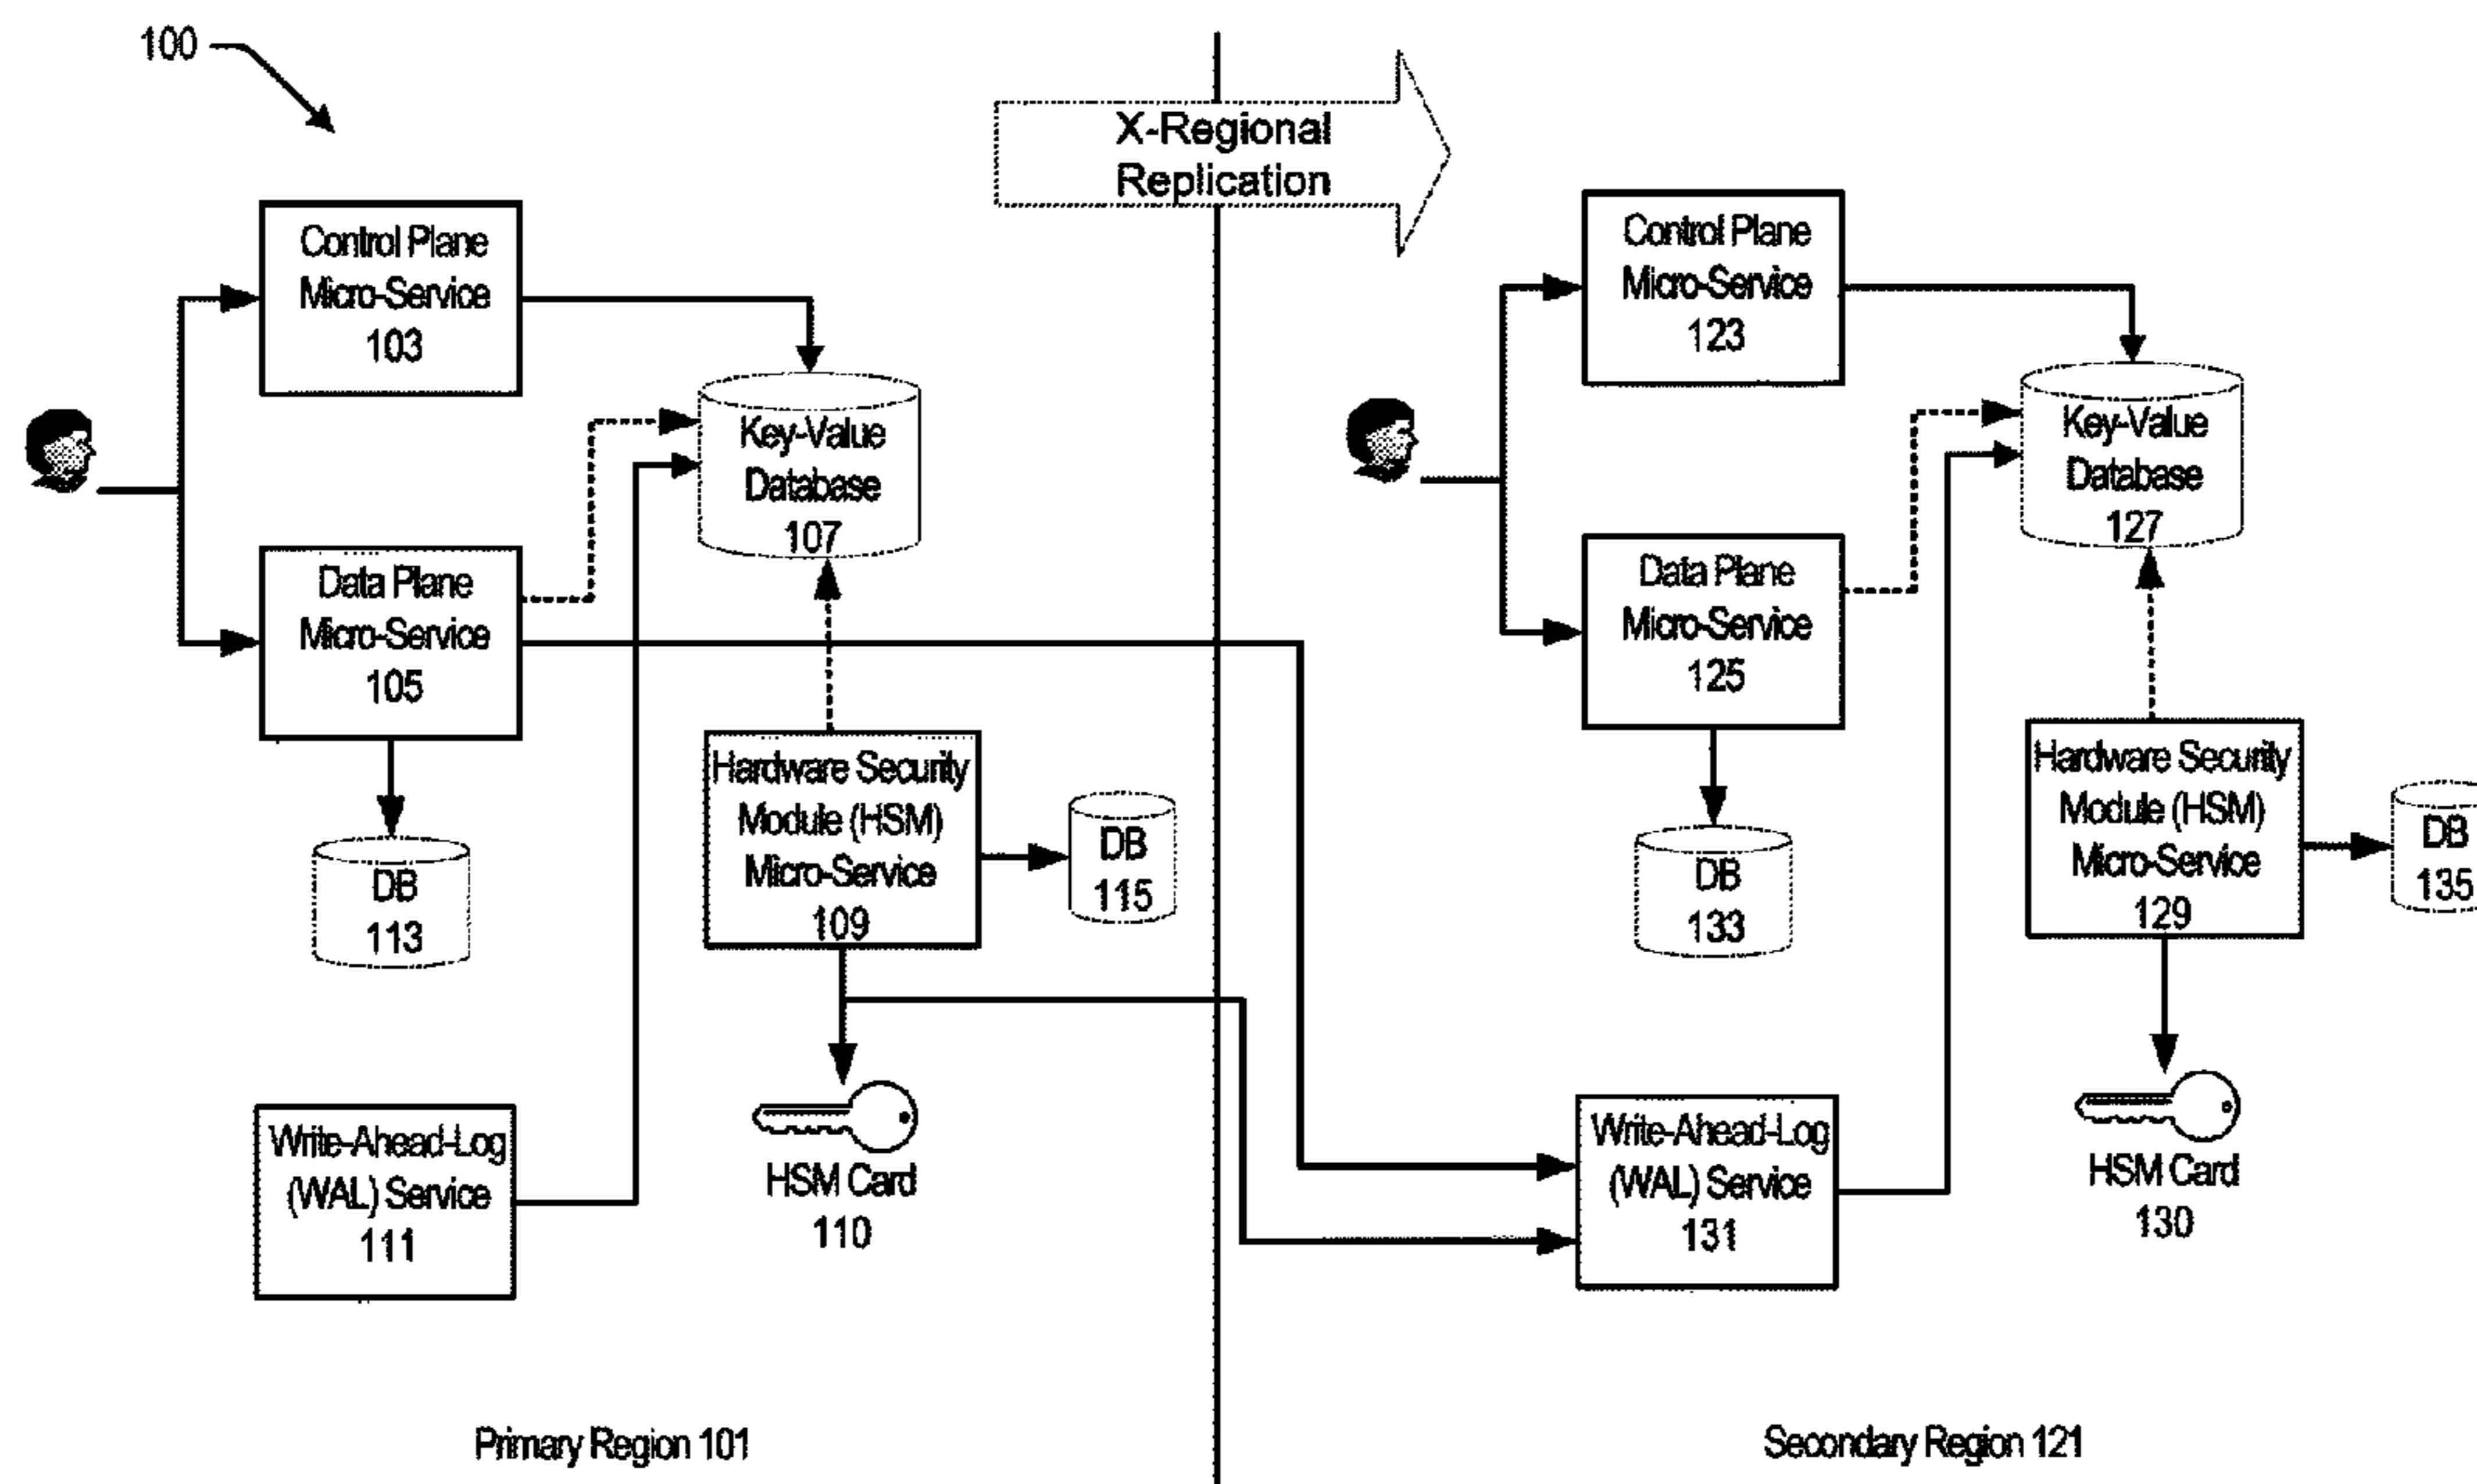 100
X-Regional
Replication
Control Plane
Micro-Service
103
Key-Value
Database
107
Data Plane
Micro-Service
105
Hardware Security
Module (HSM)
Micro-Service
109
DB
115
DB
113
HSM Card
110
Write-Ahead-Log
(WAL) Service
111
Primary Region 101
Control Plane
Micro-Service
123
Key-Value
Database
127
Data Plane
Micro-Service
125
Hardware Security
Module (HSM)
Micro-Service
129
DB
135
DB
133
HSM Card
130
Write-Ahead-Log
(WAL) Service
131
Secondary Region 121